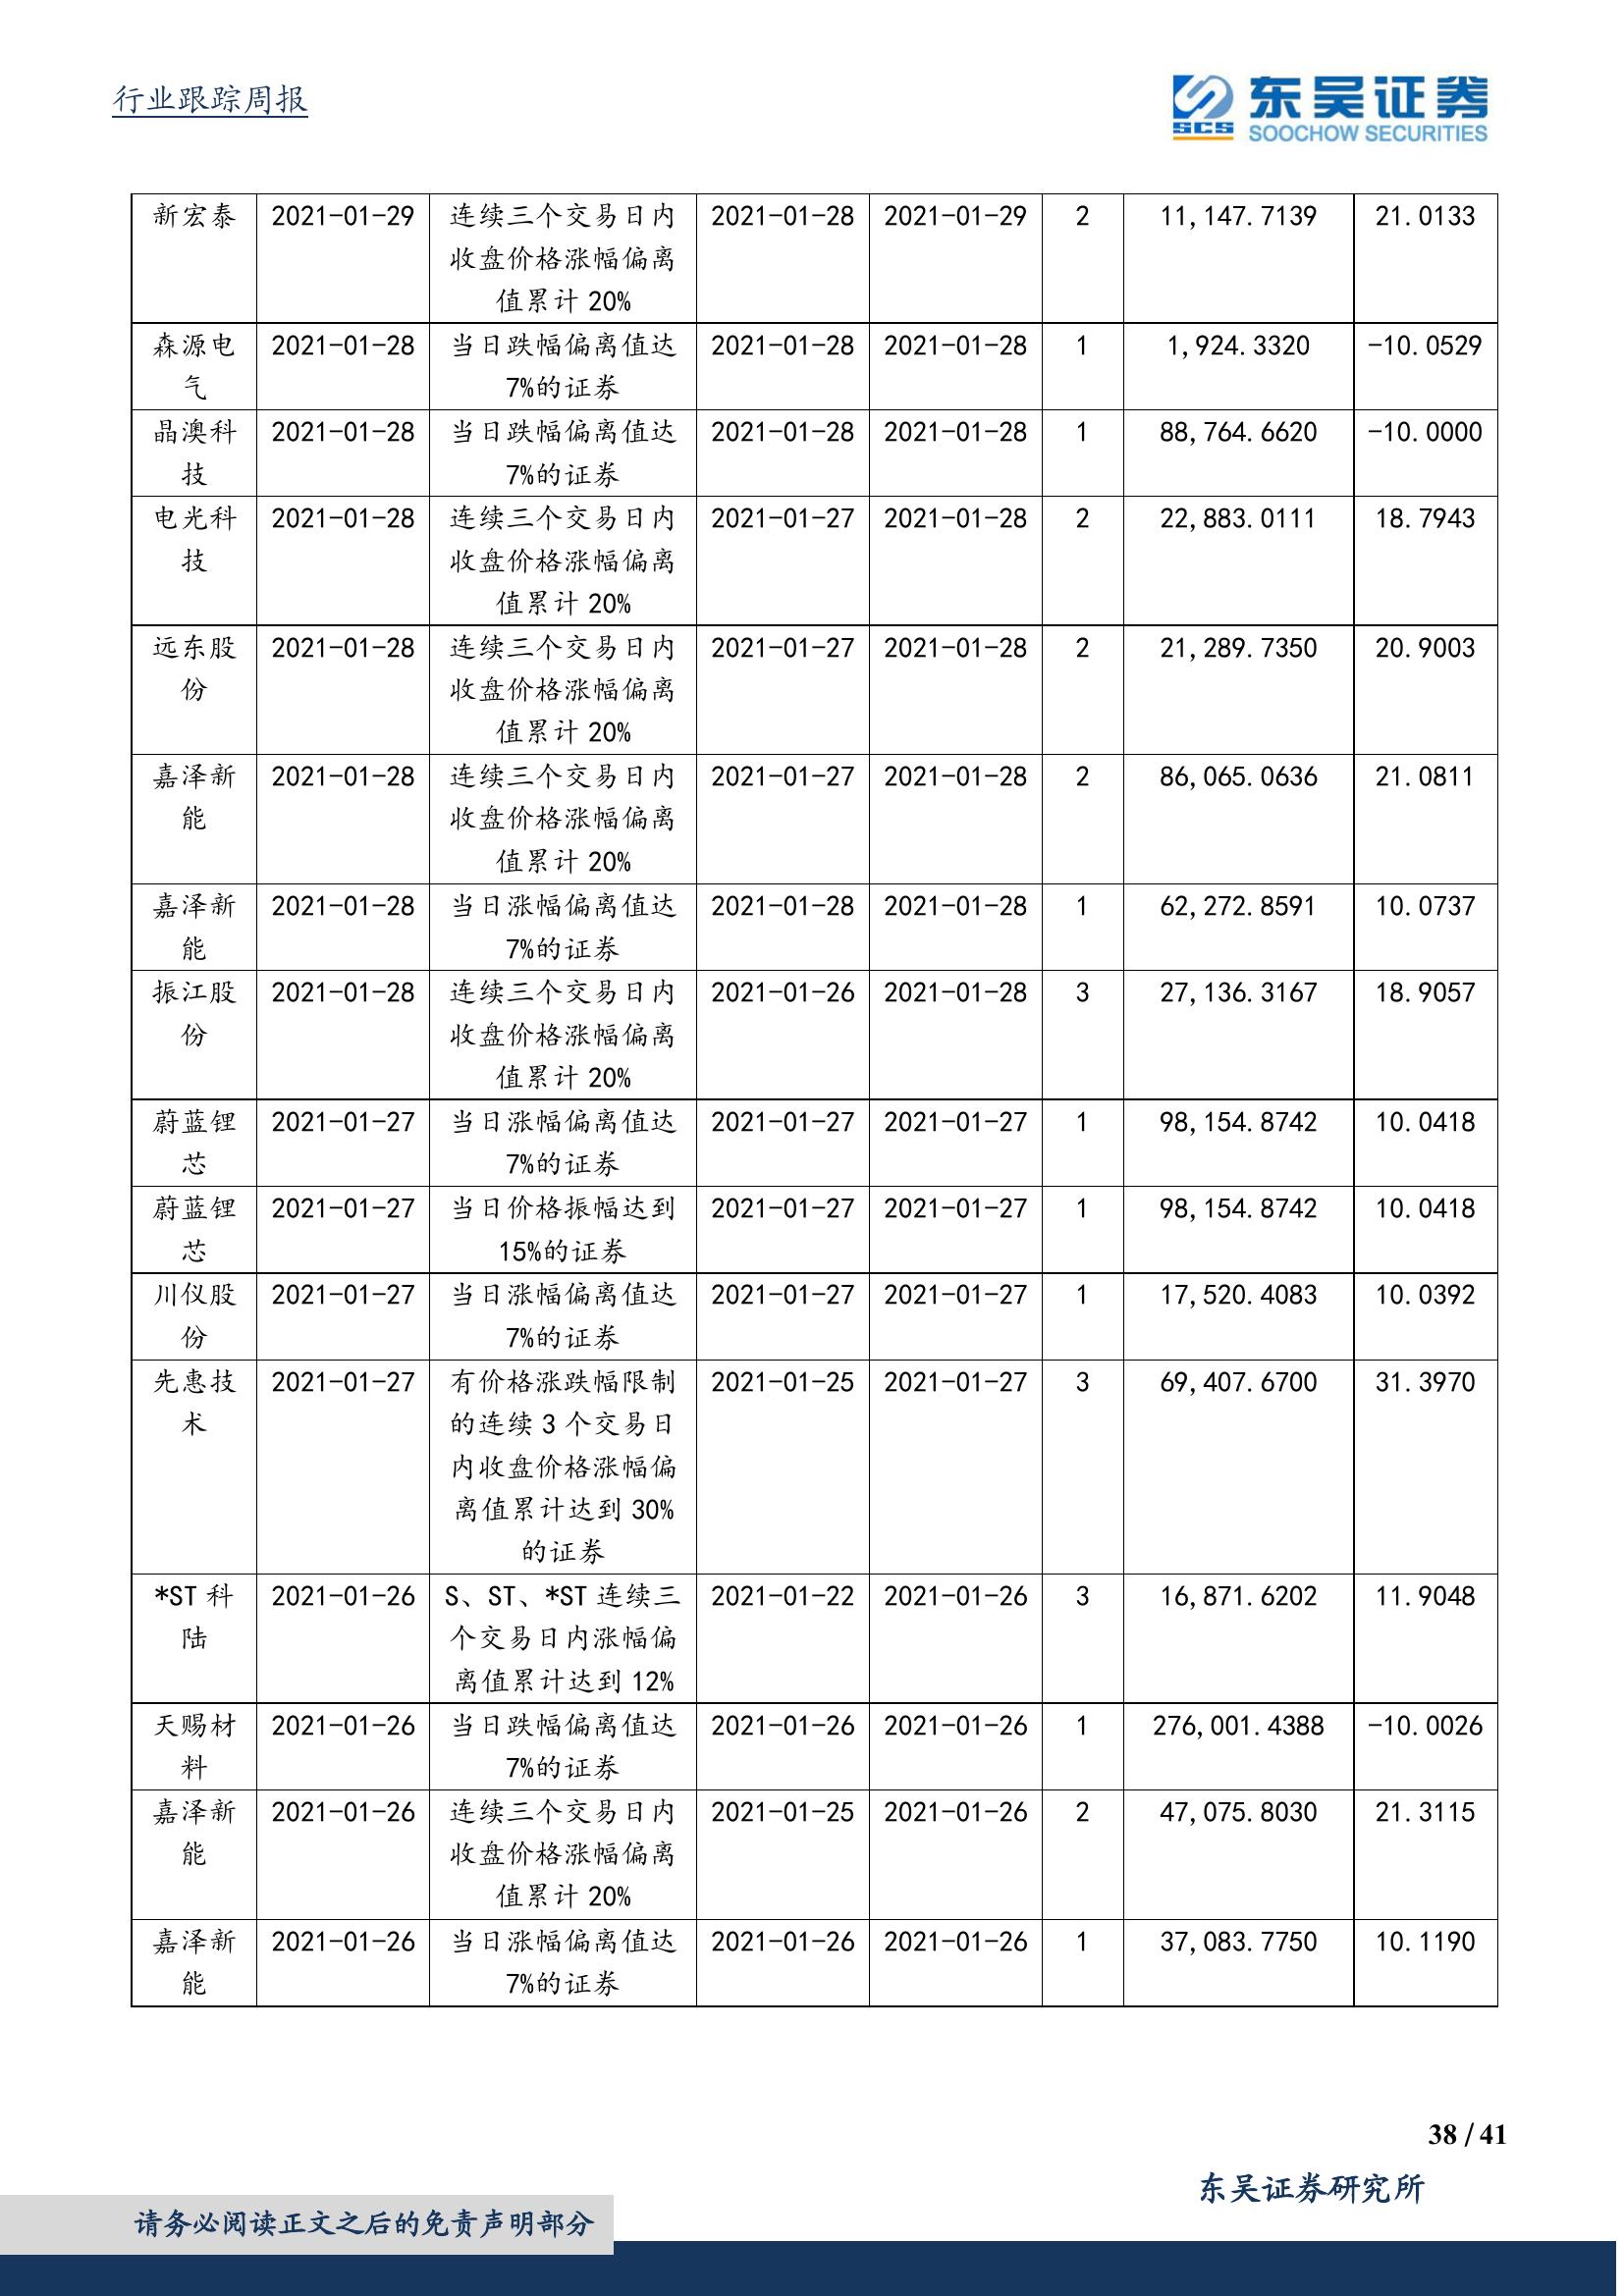 行业跟踪周报
SCS 东吴证券
SOOCHOW SECURITIES
新宏泰 2021-01-29 连续三个交易日内 2021-01-28 2021-01-29 2 11,147.7139 21.0133
收盘价格涨幅偏离
值累计 20%
森源电 2021-01-28 当日跌幅偏离值达 2021-01-28 2021-01-28 1 1,924.3320 -10.0529
气 7%的证券
晶澳科 2021-01-28 当日跌幅偏离值达 2021-01-28 2021-01-28 1 88,764.6620 -10.0000
技 7%的证券
电光科 2021-01-28 连续三个交易日内 2021-01-27 2021-01-28 2 22,883.0111 18.7943
技 收盘价格涨幅偏离
值累计 20%
远东股 2021-01-28 连续三个交易日内 2021-01-27 2021-01-28 2 21,289.7350 20.9003
份 收盘价格涨幅偏离
值累计 20%
嘉泽新 2021-01-28 连续三个交易日内 2021-01-27 2021-01-28 2 86,065.0636 21.0811
能 收盘价格涨幅偏离
值累计 20%
嘉泽新 2021-01-28 当日涨幅偏离值达 2021-01-28 2021-01-28 1 62,272.8591 10.0737
能 7%的证券
振江股 2021-01-28 连续三个交易日内 2021-01-26 2021-01-28 3 27,136.3167 18.9057
份 收盘价格涨幅偏离
值累计 20%
蔚蓝锂 2021-01-27 当日涨幅偏离值达 2021-01-27 2021-01-27 1 98,154.8742 10.0418
芯 7%的证券
蔚蓝锂 2021-01-27 当日价格振幅达到 2021-01-27 2021-01-27 1 98,154.8742 10.0418
芯 15%的证券
川仪股 2021-01-27 当日涨幅偏离值达 2021-01-27 2021-01-27 1 17,520.4083 10.0392
份 7%的证券
先惠技 2021-01-27 有价格涨跌幅限制 2021-01-25 2021-01-27 3 69,407.6700 31.3970
术 的连续 3 个交易日
内收盘价格涨幅偏
离值累计达到 30%
的证券
*ST 科 2021-01-26 S、ST、*ST 连续三 2021-01-22 2021-01-26 3 16,871.6202 11.9048
陆 个交易日内涨幅偏
离值累计达到 12%
天赐材 2021-01-26 当日跌幅偏离值达 2021-01-26 2021-01-26 1 276,001.4388 -10.0026
料 7%的证券
嘉泽新 2021-01-26 连续三个交易日内 2021-01-25 2021-01-26 2 47,075.8030 21.3115
能 收盘价格涨幅偏离
值累计 20%
嘉泽新 2021-01-26 当日涨幅偏离值达 2021-01-26 2021-01-26 1 37,083.7750 10.1190
能 7%的证券
38 / 41
东吴证券研究所
请务必阅读正文之后的免责声明部分